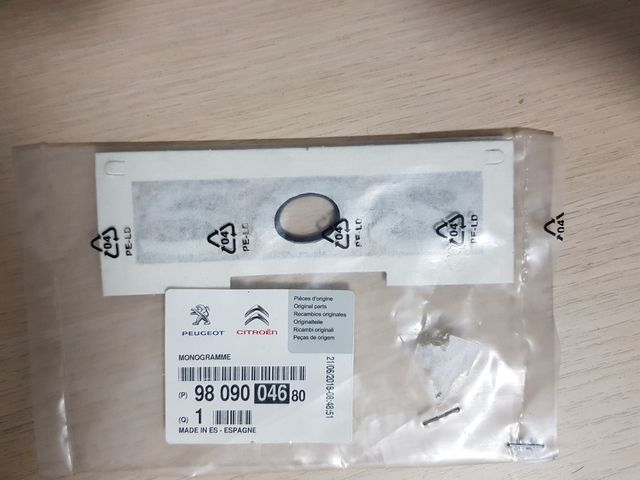 04
PE-LD
04
PE-LD
04
PE-LD
04
PE-LD
04
PE-LD
PEUGEOT
CITROËN
Pièces d'origine
Original parts
Recambios originales
Originalteile
Ricambi originali
Peças de origem
MONOGRAMME
(P) 98 090 046 80
(Q) 1
MADE IN ES - ESPAGNE
21/06/2018-08:48:51